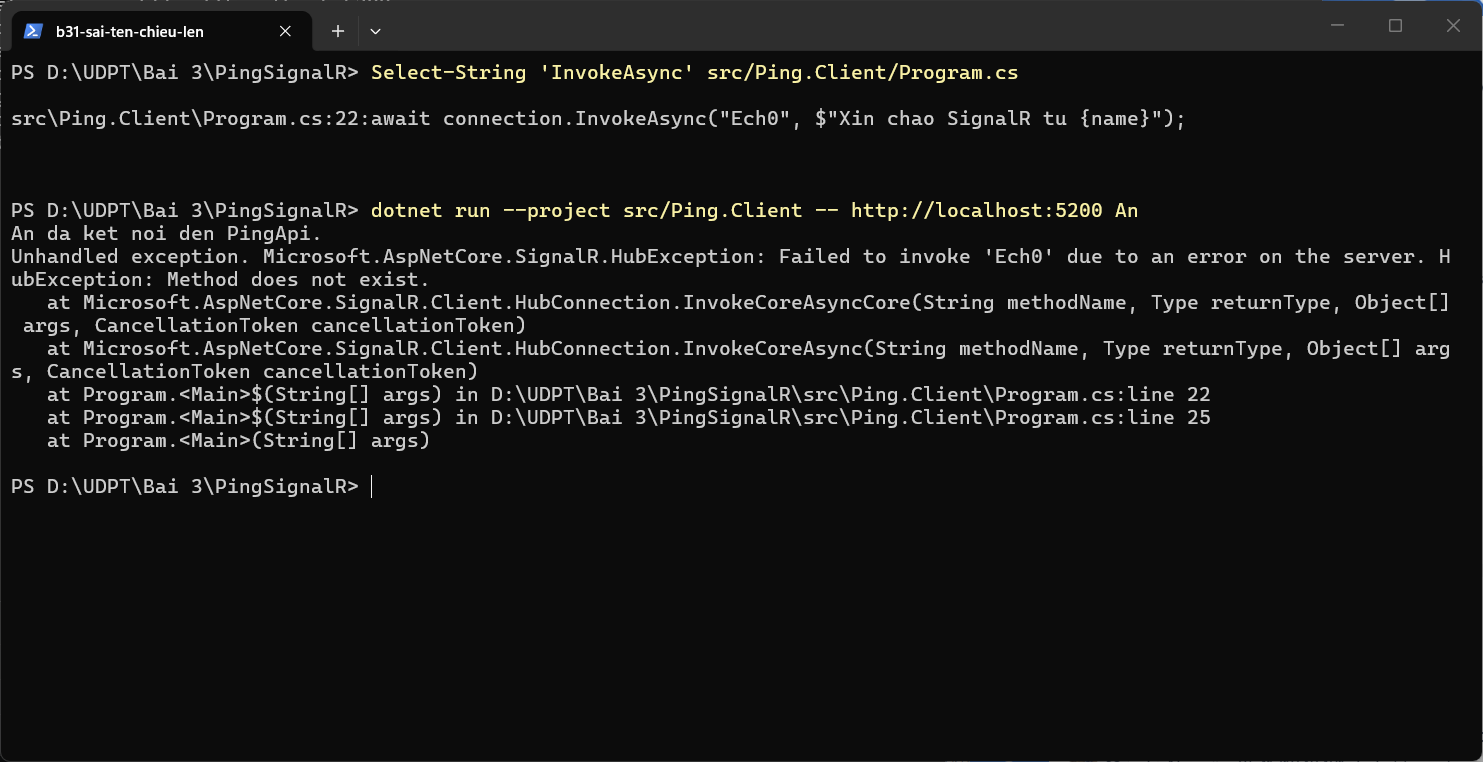 b31-sai-ten-chieu-len
PS D:\UDPT\Bai 3\PingSignalR> Select-String 'InvokeAsync' src/Ping.Client/Program.cs
src\Ping.Client\Program.cs:22:await connection.InvokeAsync("Ech0", $"Xin chao SignalR tu {name}");
PS D:\UDPT\Bai 3\PingSignalR> dotnet run --project src/Ping.Client -- http://localhost:5200 An
An da ket noi den PingApi.
Unhandled exception. Microsoft.AspNetCore.SignalR.HubException: Failed to invoke 'Ech0' due to an error on the server. H
ubException: Method does not exist.
   at Microsoft.AspNetCore.SignalR.Client.HubConnection.InvokeCoreAsyncCore(String methodName, Type returnType, Object[]
 args, CancellationToken cancellationToken)
   at Microsoft.AspNetCore.SignalR.Client.HubConnection.InvokeCoreAsync(String methodName, Type returnType, Object[] arg
s, CancellationToken cancellationToken)
   at Program.<Main>$(String[] args) in D:\UDPT\Bai 3\PingSignalR\src\Ping.Client\Program.cs:line 22
   at Program.<Main>$(String[] args) in D:\UDPT\Bai 3\PingSignalR\src\Ping.Client\Program.cs:line 25
   at Program.<Main>(String[] args)
PS D:\UDPT\Bai 3\PingSignalR>